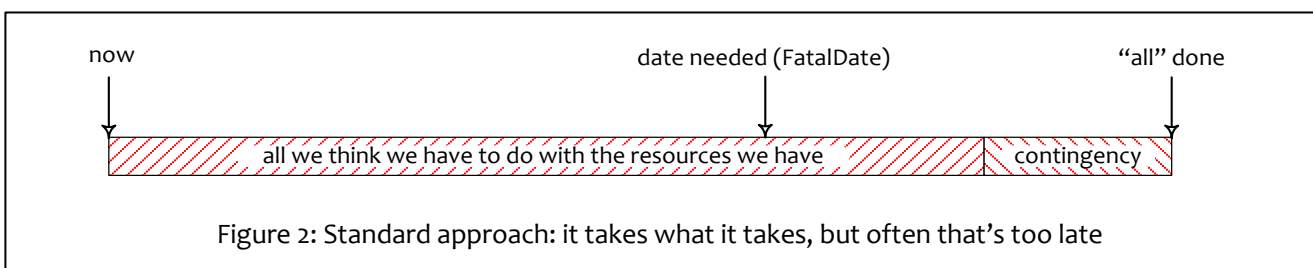 now
date needed (FatalDate)
“all” done
all we think we have to do with the resources we have
contingency
Figure 2: Standard approach: it takes what it takes, but often that’s too late